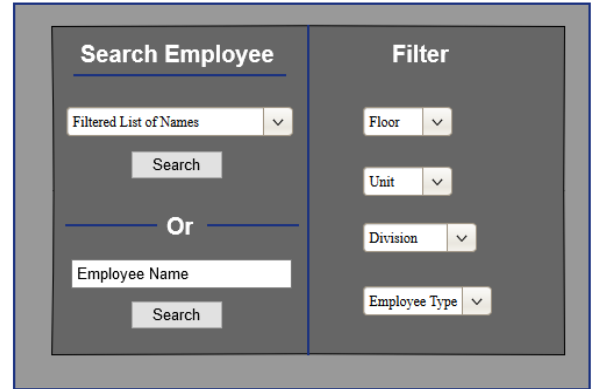 Search Employee
Filtered List of Names
Search
Or
Employee Name
Search
Filter
Floor
Unit
Division
Employee Type